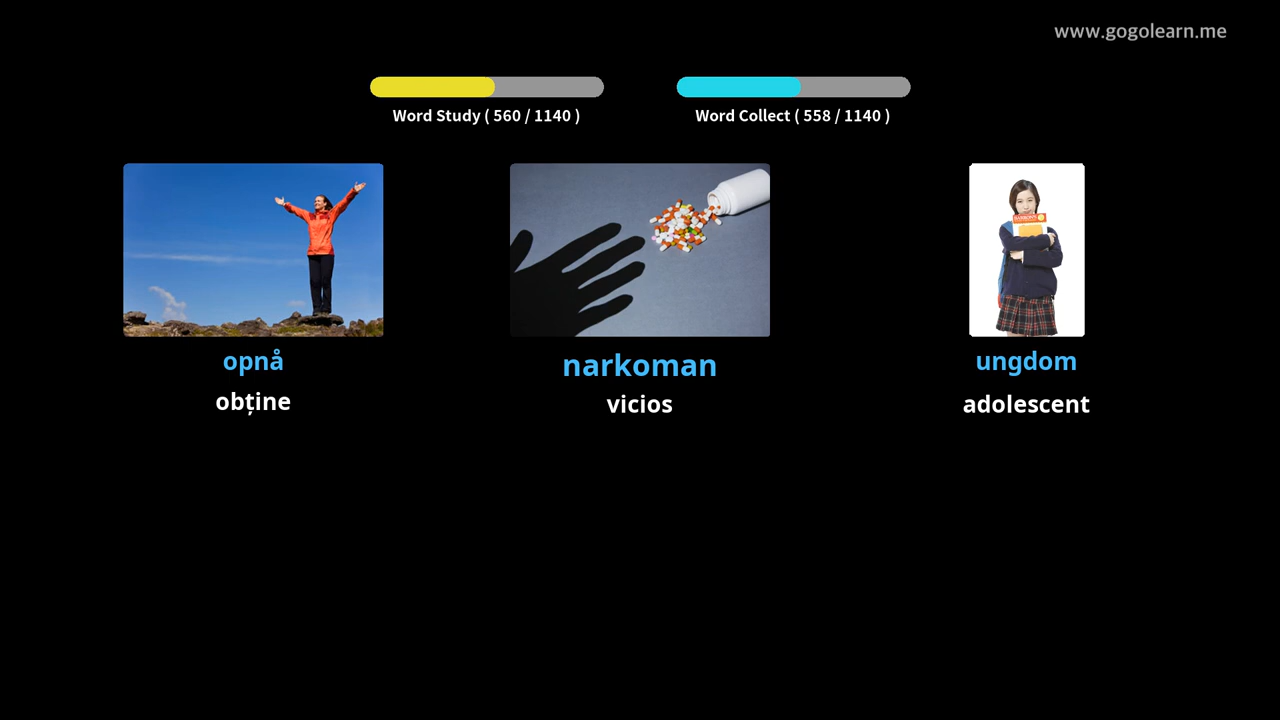 www.gogolearn.me
Word Study ( 560 / 1140 )
Word Collect ( 558 / 1140 )
opnå
narkoman
ungdom
obține
vicios
adolescent